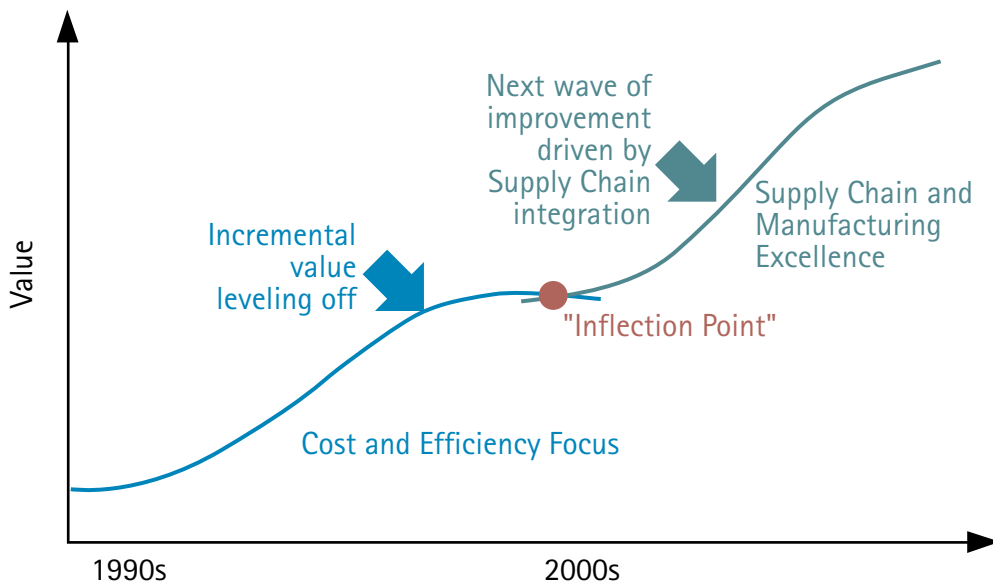 Next wave of
improvement
driven by
Supply Chain
integration
Supply Chain and
Manufacturing
Excellence
Incremental
value
leveling off
Value
"Inflection Point"
Cost and Efficiency Focus
1990s
2000s